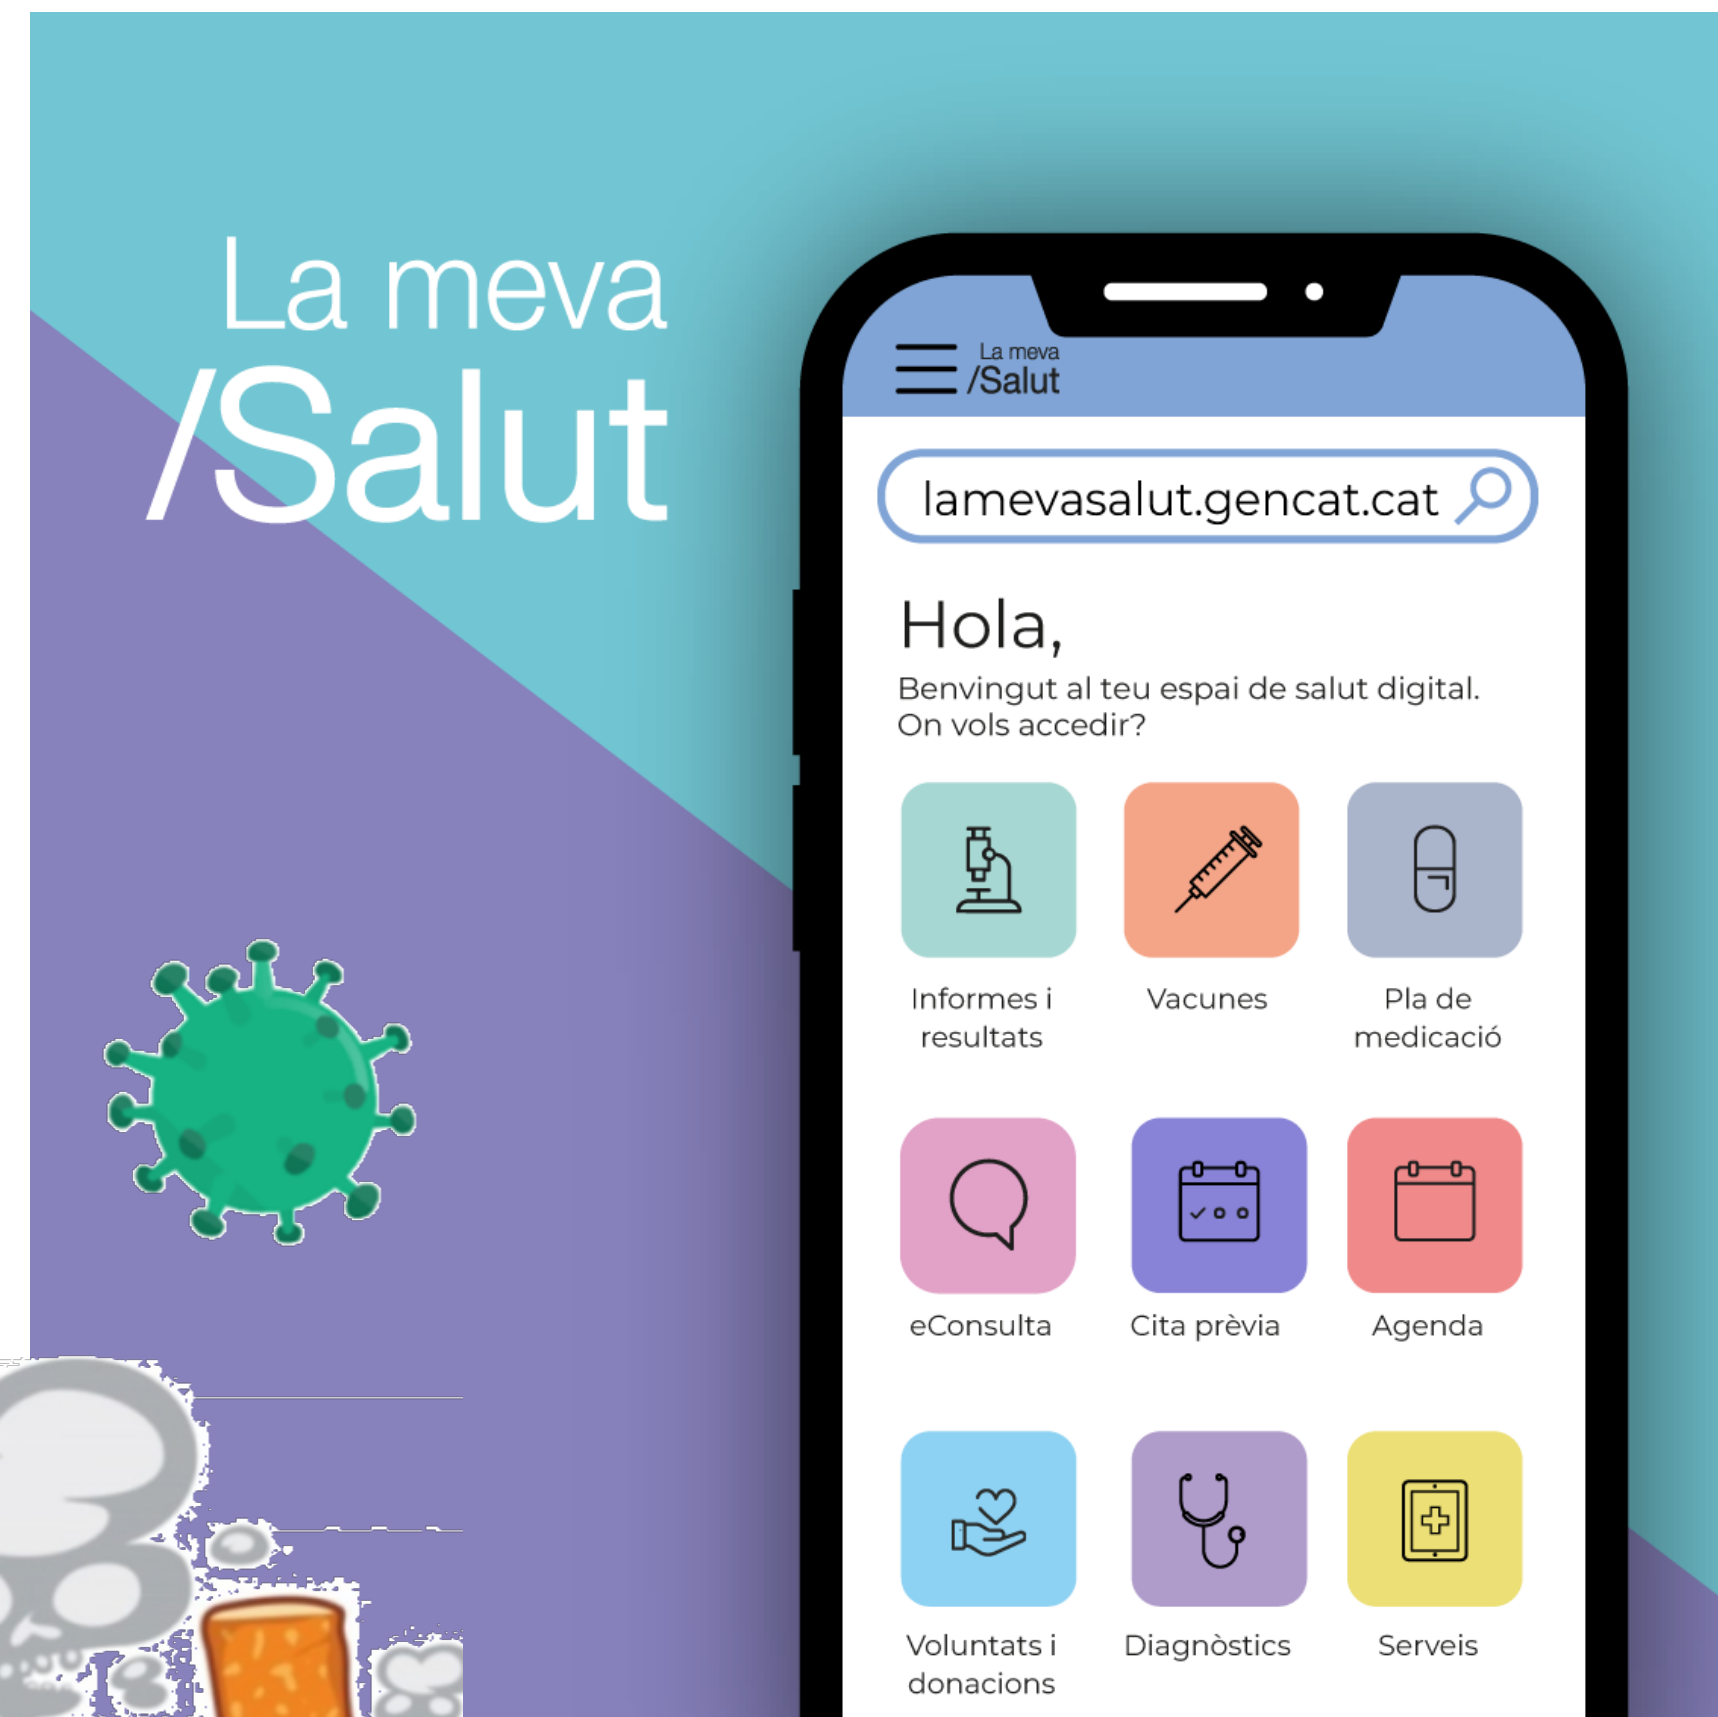 La meva
/Salut
La meva
/Salut
lamevasalut.gencat.cat
Hola,
Benvingut al teu espai de salut digital.
On vols accedir?
Informes i
resultats
Vacunes
Pla de
medicació
eConsulta
Cita prèvia
Agenda
Voluntats i
donacions
Diagnòstics
Serveis